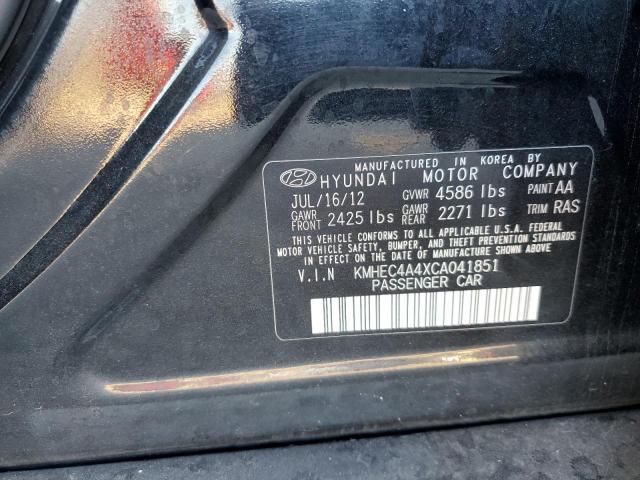 MANUFACTURED IN KOREA BY
HYUNDAI MOTOR COMPANY
JUL/16/12 GVWR 4586 lbs PAINT AA
GAWR FRONT 2425 lbs GAWR REAR 2271 lbs TRIM RAS
THIS VEHICLE CONFORMS TO ALL APPLICABLE U.S.A. FEDERAL
MOTOR VEHICLE SAFETY, BUMPER, AND THEFT PREVENTION STANDARDS
IN EFFECT ON THE DATE OF MANUFACTURE SHOWN ABOVE.
V.I.N KMHEC4A4XCA041851
PASSENGER CAR